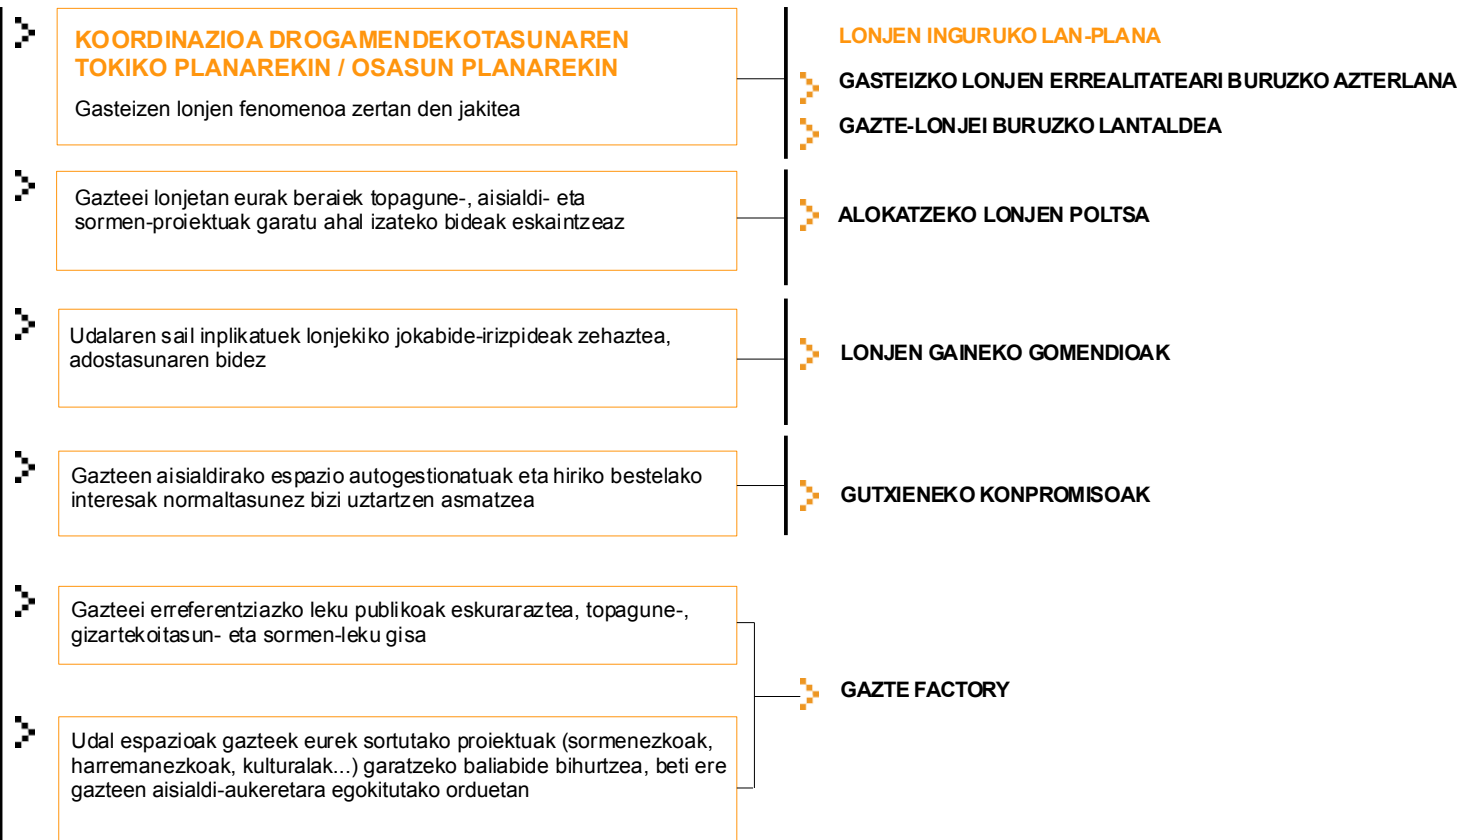 KOORDINAZIOA DROGAMENDEKOTASUNAREN
TOKIKO PLANAREKIN / OSASUN PLANAREKIN
Gasteizen lonjen fenomenoa zertan den jakitea
LONJEN INGURUKO LAN-PLANA
GASTEIZKO LONJEN ERREALITATEARI BURUZKO AZTERLANA
GAZTE-LONJEI BURUZKO LANTALDEA
Gazteei lonjetan eurak beraiek topagune-, aisialdi- eta
sormen-proiektuak garatu ahal izateko bideak eskaintzeaz
ALOKATZEKO LONJEN POLTSA
Udalaren sail inplikatuek lonjekiko jokabide-irizpideak zehaztea,
adostasunaren bidez
LONJEN GAINEKO GOMENDIOAK
Gazteen aisialdirako espazio autogestionatuak eta hiriko bestelako
interesak normaltasunez bizi uztartzen asmatzea
GUTXIENEKO KONPROMISOAK
Gazteei erreferentziazko leku publikoak eskuraraztea, topagune-,
gizartekoitasun- eta sormen-leku gisa
GAZTE FACTORY
Udal espazioak gazteek eurek sortutako proiektuak (sormenezkoak,
harremanezkoak, kulturalak...) garatzeko baliabide bihurtzea, beti ere
gazteen aisialdi-aukeretara egokitutako orduetan